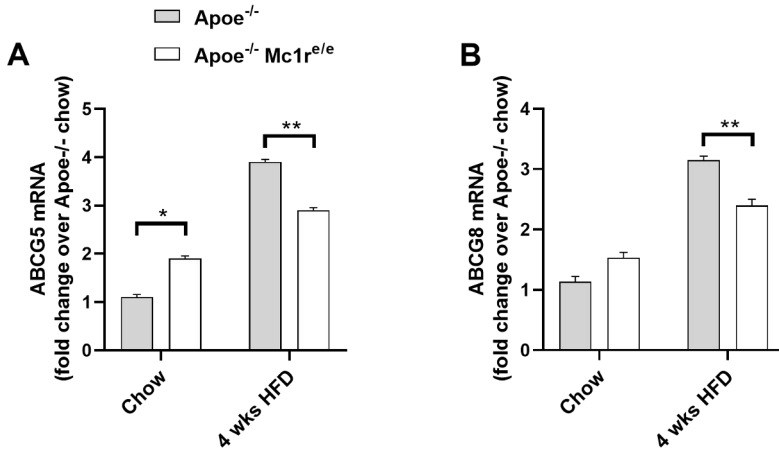 Apoe-/-
Apoe-/- Mc1re/e
A
ABCG5 mRNA
(fold change over Apoe-/- chow)
5
4
3
2
1
0
*
**
Chow
4 wks HFD
B
ABCG8 mRNA
(fold change over Apoe-/- chow)
4
3
2
1
0
**
Chow
4 wks HFD